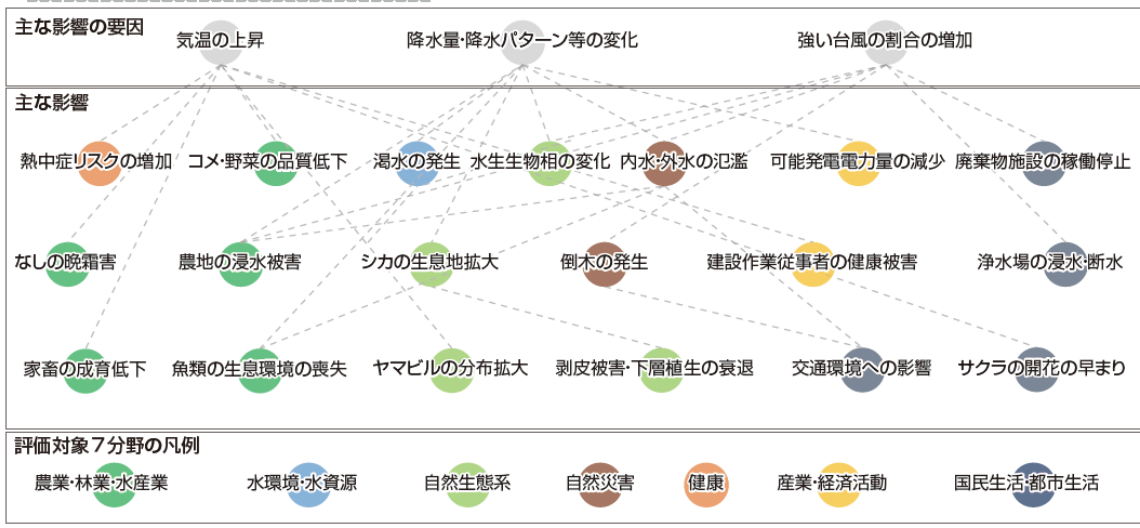 主な影響の要因
気温の上昇
降水量・降水パターン等の変化
強い台風の割合の増加
主な影響
熱中症リスクの増加
コメ・野菜の品質低下
渇水の発生
水生生物相の変化
内水・外水の氾濫
可能発電電力量の減少
廃棄物施設の稼働停止
なしの晩霜害
農地の浸水被害
シカの生息地拡大
倒木の発生
建設作業従事者の健康被害
浄水場の浸水・断水
家畜の成育低下
魚類の生息環境の喪失
ヤマビルの分布拡大
剥皮被害・下層植生の衰退
交通環境への影響
サクラの開花の早まり
評価対象7分野の凡例
農業・林業・水産業
水環境・水資源
自然生態系
自然災害
健康
産業・経済活動
国民生活・都市生活